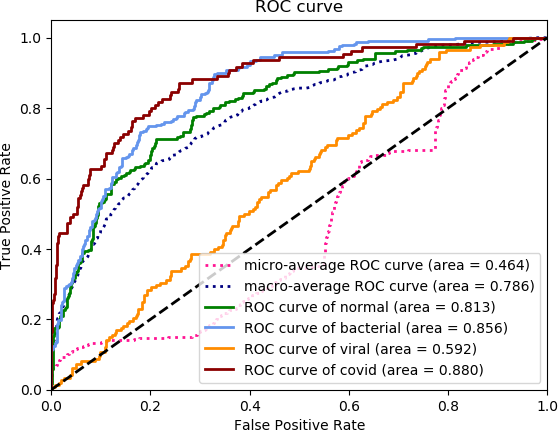 ROC curve
True Positive Rate
1.0
0.8
0.6
0.4
0.2
0.0
micro-average ROC curve (area = 0.464)
macro-average ROC curve (area = 0.786)
ROC curve of normal (area = 0.813)
ROC curve of bacterial (area = 0.856)
ROC curve of viral (area = 0.592)
ROC curve of covid (area = 0.880)
0.0 0.2 0.4 0.6 0.8 1.0
False Positive Rate